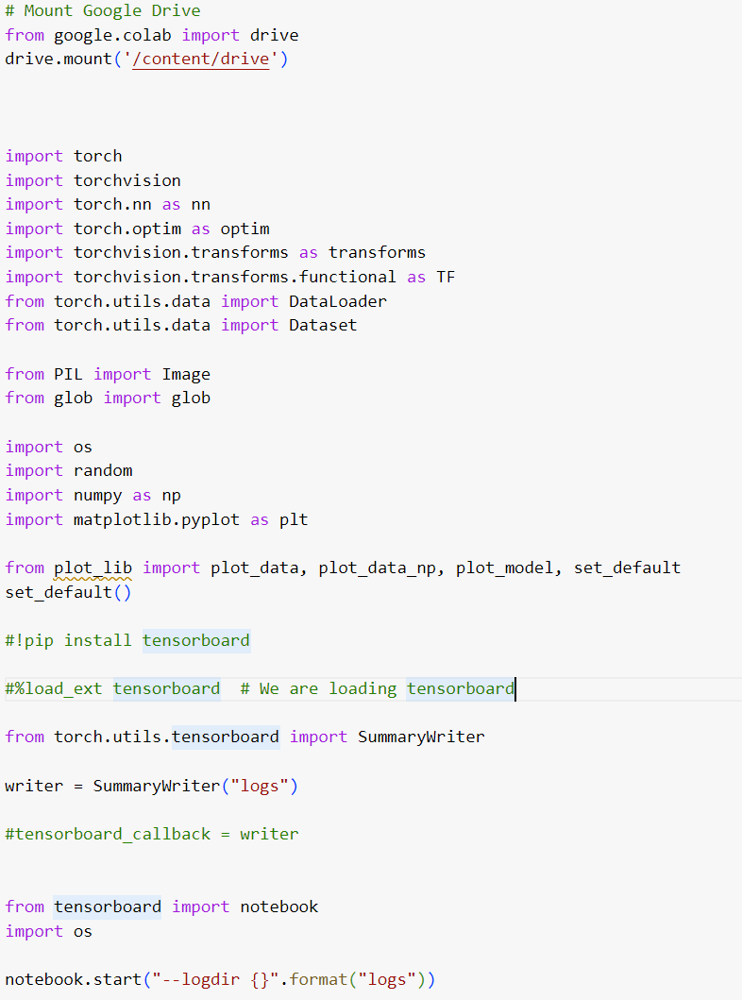 # Mount Google Drive
from google.colab import drive
drive.mount('/content/drive')
import torch
import torchvision
import torch.nn as nn
import torch.optim as optim
import torchvision.transforms as transforms
import torchvision.transforms.functional as TF
from torch.utils.data import DataLoader
from torch.utils.data import Dataset
from PIL import Image
from glob import glob
import os
import random
import numpy as np
import matplotlib.pyplot as plt
from plot_lib import plot_data, plot_data_np, plot_model, set_default
set_default()
#!pip install tensorboard
#%load_ext tensorboard  # We are loading tensorboard
from torch.utils.tensorboard import SummaryWriter
writer = SummaryWriter("logs")
#tensorboard_callback = writer
from tensorboard import notebook
import os
notebook.start("--logdir {}".format("logs"))